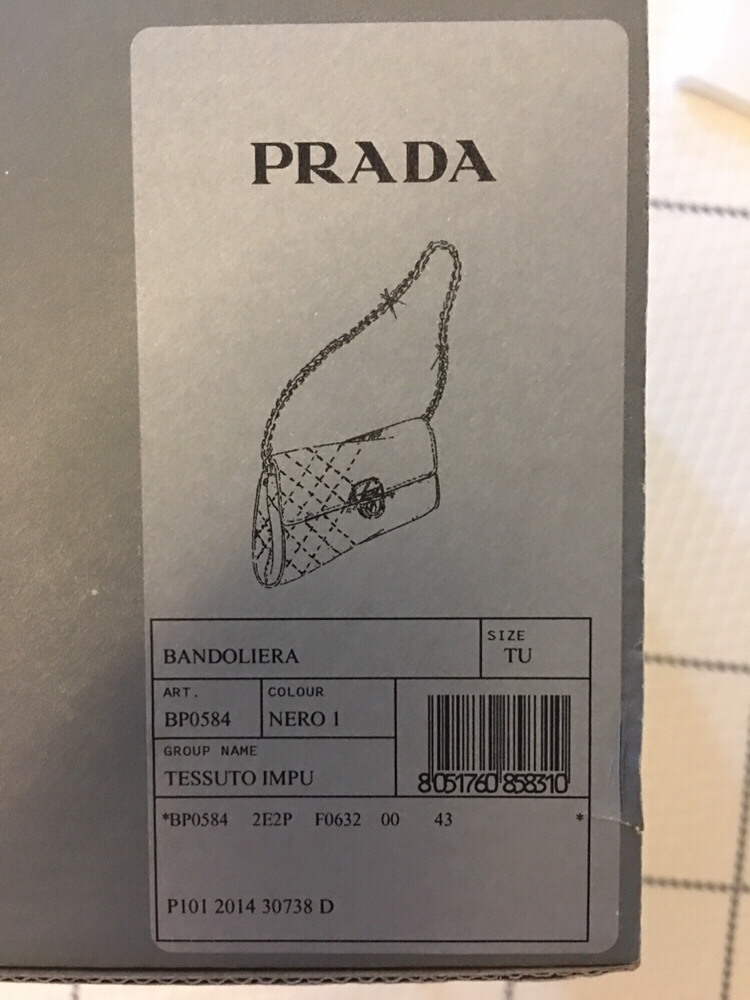 PRADA
BANDOLIERA
SIZE
TU
ART.
BP0584
COLOUR
NERO 1
GROUP NAME
TESSUTO IMPU
8051760 858310
*BP0584 2E2P F0632 00 43 *
P101 2014 30738 D